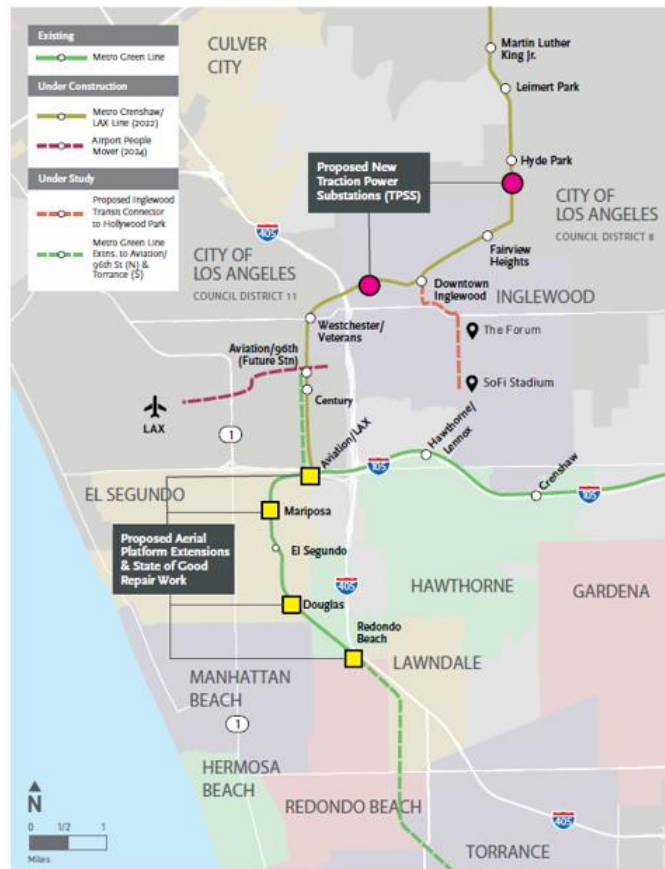 Existing
Metro Green Line
Under Construction
Metro Crenshaw/
LAX Line (2022)
Airport People
Mover (2024)
Under Study
Proposed Inglewood
Transit Connector
to Hollywood Park
Metro Green Line
Extns. to Aviation/
96th St (N) &
Torrance (S)
CULVER
CITY
Martin Luther
King Jr.
Leimert Park
Hyde Park
Proposed New
Traction Power
Substations (TPSS)
CITY OF
LOS ANGELES
COUNCIL DISTRICT 8
405
CITY OF
LOS ANGELES
COUNCIL DISTRICT 11
Fairview
Heights
Downtown
Inglewood
INGLEWOOD
Westchester/
Veterans
The Forum
Aviation/96th
(Future Stn)
SoFi Stadium
Century
LAX
1
Aviation/LAX
Hawthorne/
Lennox
105
Crenshaw
105
EL SEGUNDO
Mariposa
Proposed Aerial
Platform Extensions
& State of Good
Repair Work
El Segundo
405
HAWTHORNE
GARDENA
Douglas
Redondo
Beach
LAWNDALE
MANHATTAN
BEACH
1
HERMOSA
BEACH
REDONDO BEACH
405
TORRANCE
N
0 1/2 1
Miles